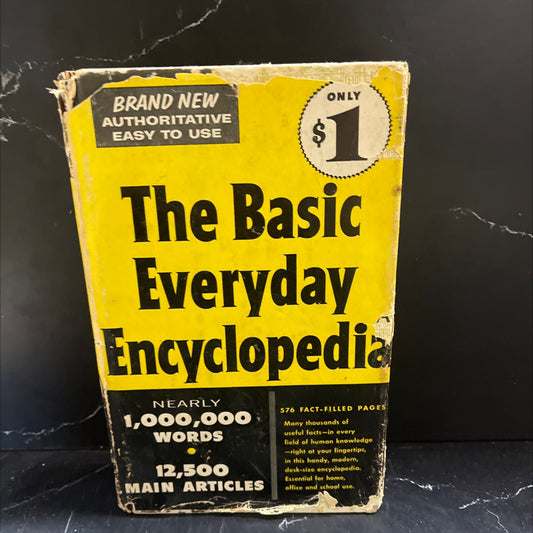 BRAND NEW
AUTHORITATIVE
EASY TO USE
ONLY
$1
The Basic
Everyday
Encyclopedia
NEARLY
1,000,000
WORDS
12,500
MAIN ARTICLES
576 FACT-FILLED PAGES
Many thousands of
useful facts—in every
field of human knowledge
—right at your fingertips,
in this handy, modern,
desk-size encyclopedia.
Essential for home,
office and school use.